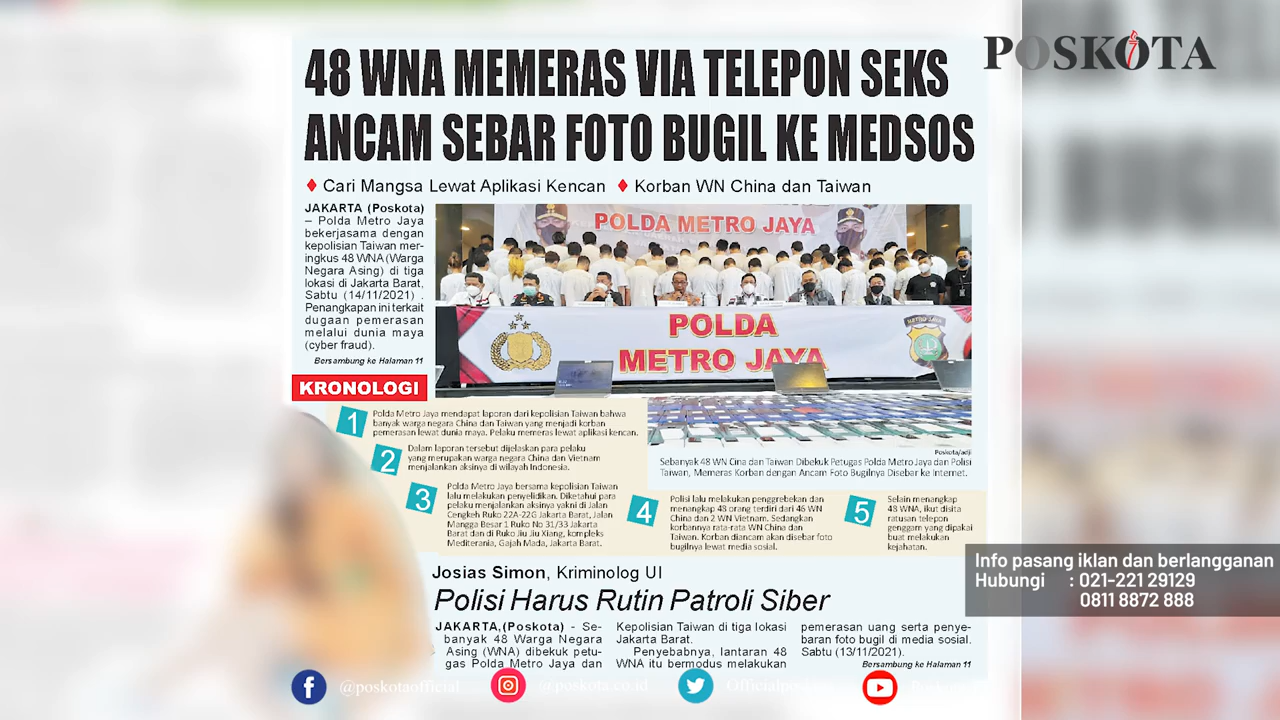 POSKOTA
48 WNA MEMERAS VIA TELEPON SEKS
ANCAM SEBAR FOTO BUGIL KE MEDSOS
Cari Mangsa Lewat Aplikasi Kencan
Korban WN China dan Taiwan
JAKARTA (Poskota)
– Polda Metro Jaya
bekerjasama dengan
kepolisian Taiwan mer-
ingkus 48 WNA (Warga
Negara Asing) di tiga
lokasi di Jakarta Barat,
Sabtu (14/11/2021) .
Penangkapan ini terkait
dugaan pemerasan
melalui dunia maya
(cyber fraud).
Bersambung ke Halaman 11
POLDA METRO JAYA
POLDA
METRO JAYA
METRO JAYA
KRONOLOGI
1
Polda Metro Jaya mendapat laporan dari kepolisian Taiwan bahwa
banyak warga negara China dan Taiwan yang menjadi korban
pemerasan lewat dunia maya. Pelaku memeras lewat aplikasi kencan.
2
Dalam laporan tersebut dijelaskan para pelaku
yang merupakan warga negara China dan Vietnam
menjalankan aksinya di wilayah Indonesia.
3
Polda Metro Jaya bersama kepolisian Taiwan
lalu melakukan penyelidikan. Diketahui para
pelaku menjalankan aksinya yakni di Jalan
Cengkeh Ruko 22A-22G Jakarta Barat, Jalan
Mangga Besar 1 Ruko No 31/33 Jakarta
Barat dan di Ruko Jiu Jiu Xiang, kompleks
Mediterania, Gajah Mada, Jakarta Barat.
Poskota/adji
Sebanyak 48 WN Cina dan Taiwan Dibekuk Petugas Polda Metro Jaya dan Polisi
Taiwan, Memeras Korban dengan Ancam Foto Bugilnya Disebar ke Internet.
4
Polisi lalu melakukan penggrebekan dan
menangkap 48 orang terdiri dari 46 WN
China dan 2 WN Vietnam. Sedangkan
korbannya rata-rata WN China dan
Taiwan. Korban diancam akan disebar foto
bugilnya lewat media sosial.
5
Selain menangkap
48 WNA, ikut disita
ratusan telepon
genggam yang dipakai
buat melakukan
kejahatan.
Josias Simon, Kriminolog UI
Polisi Harus Rutin Patroli Siber
JAKARTA,(Poskota) - Se-
banyak 48 Warga Negara
Asing (WNA) dibekuk petu-
gas Polda Metro Jaya dan
Kepolisian Taiwan di tiga lokasi
Jakarta Barat.
Penyebabnya, lantaran 48
WNA itu bermodus melakukan
pemerasan uang serta penye-
baran foto bugil di media sosial.
Sabtu (13/11/2021).
Bersambung ke Halaman 11
Info pasang iklan dan berlangganan
Hubungi : 021-221 29129
0811 8872 888
@poskotaofficial
@poskota.co.id